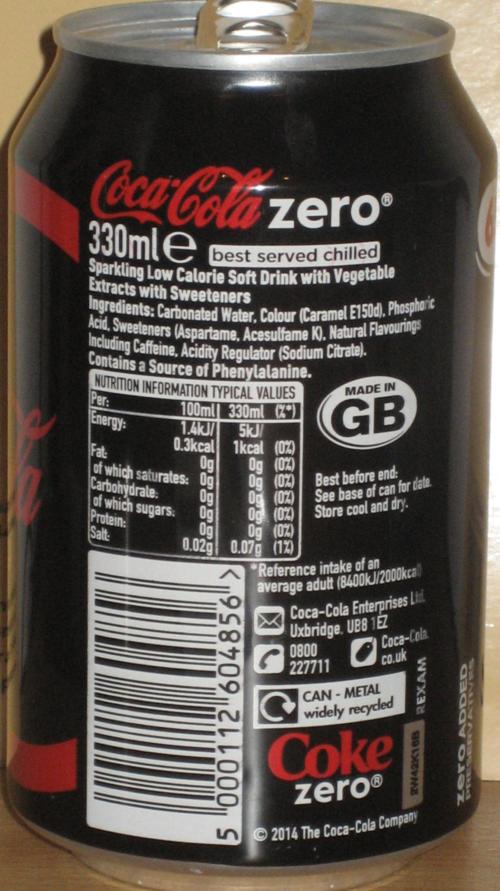 Coca-Cola zero®
330ml e best served chilled
Sparkling Low Calorie Soft Drink with Vegetable
Extracts with Sweeteners
Ingredients: Carbonated Water, Colour (Caramel E150d), Phosphoric
Acid, Sweeteners (Aspartame, Acesulfame K), Natural Flavourings
Including Caffeine, Acidity Regulator (Sodium Citrate).
Contains a Source of Phenylalanine.
NUTRITION INFORMATION TYPICAL VALUES
Per: 100ml 330ml (%*)
Energy: 1.4kJ/ 5kJ/
0.3kcal 1kcal (0%)
Fat: 0g 0g (0%)
of which saturates: 0g 0g (0%)
Carbohydrate: 0g 0g (0%)
of which sugars: 0g 0g (0%)
Protein: 0g 0g (0%)
Salt: 0.02g 0.07g (1%)
MADE IN
GB
Best before end:
See base of can for date.
Store cool and dry.
*Reference intake of an
average adult (8400kJ/2000kcal)
Coca-Cola Enterprises Ltd.
Uxbridge, UB8 1EZ
0800
227711
Coca-Cola.
co.uk
CAN - METAL
widely recycled
Coke
zero®
© 2014 The Coca-Cola Company
5 000112 604856 >
REXAM
RW42K16B
zero ADDED
PRESERVATIVES